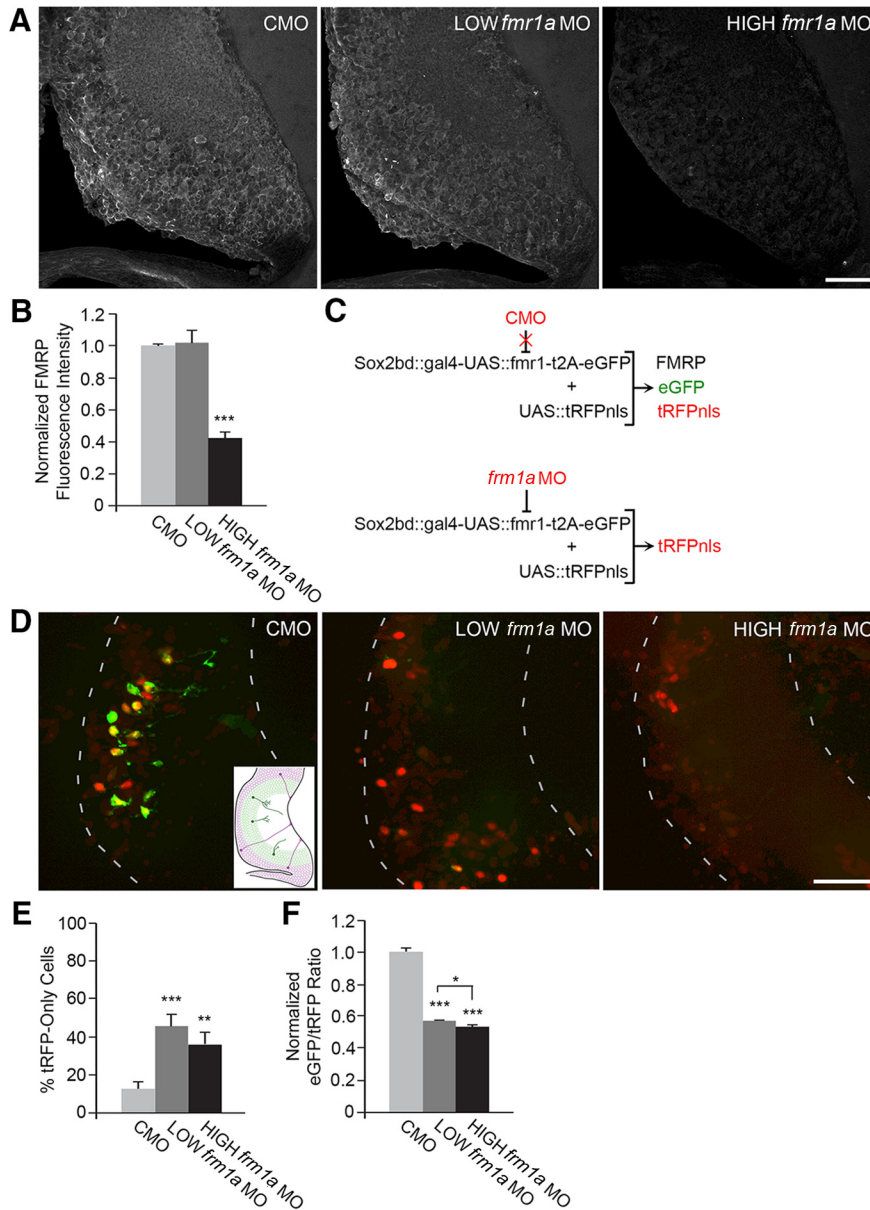 A
CMO
LOW fmr1a MO
HIGH fmr1a MO
B
Normalized FMRP
Fluorescence Intensity
1.2
1.0
0.8
0.6
0.4
0.2
0
***
CMO
LOW frm1a MO
HIGH frm1a MO
C
CMO
Sox2bd::gal4-UAS::fmr1-t2A-eGFP
+
UAS::tRFPnls
FMRP
eGFP
tRFPnls
frm1a MO
Sox2bd::gal4-UAS::fmr1-t2A-eGFP
+
UAS::tRFPnls
tRFPnls
D
CMO
LOW frm1a MO
HIGH frm1a MO
E
% tRFP-Only Cells
100
80
60
40
20
0
***
**
CMO
LOW frm1a MO
HIGH frm1a MO
F
Normalized
eGFP/tRFP Ratio
1.2
1.0
0.8
0.6
0.4
0.2
0
*
***
***
CMO
LOW frm1a MO
HIGH frm1a MO